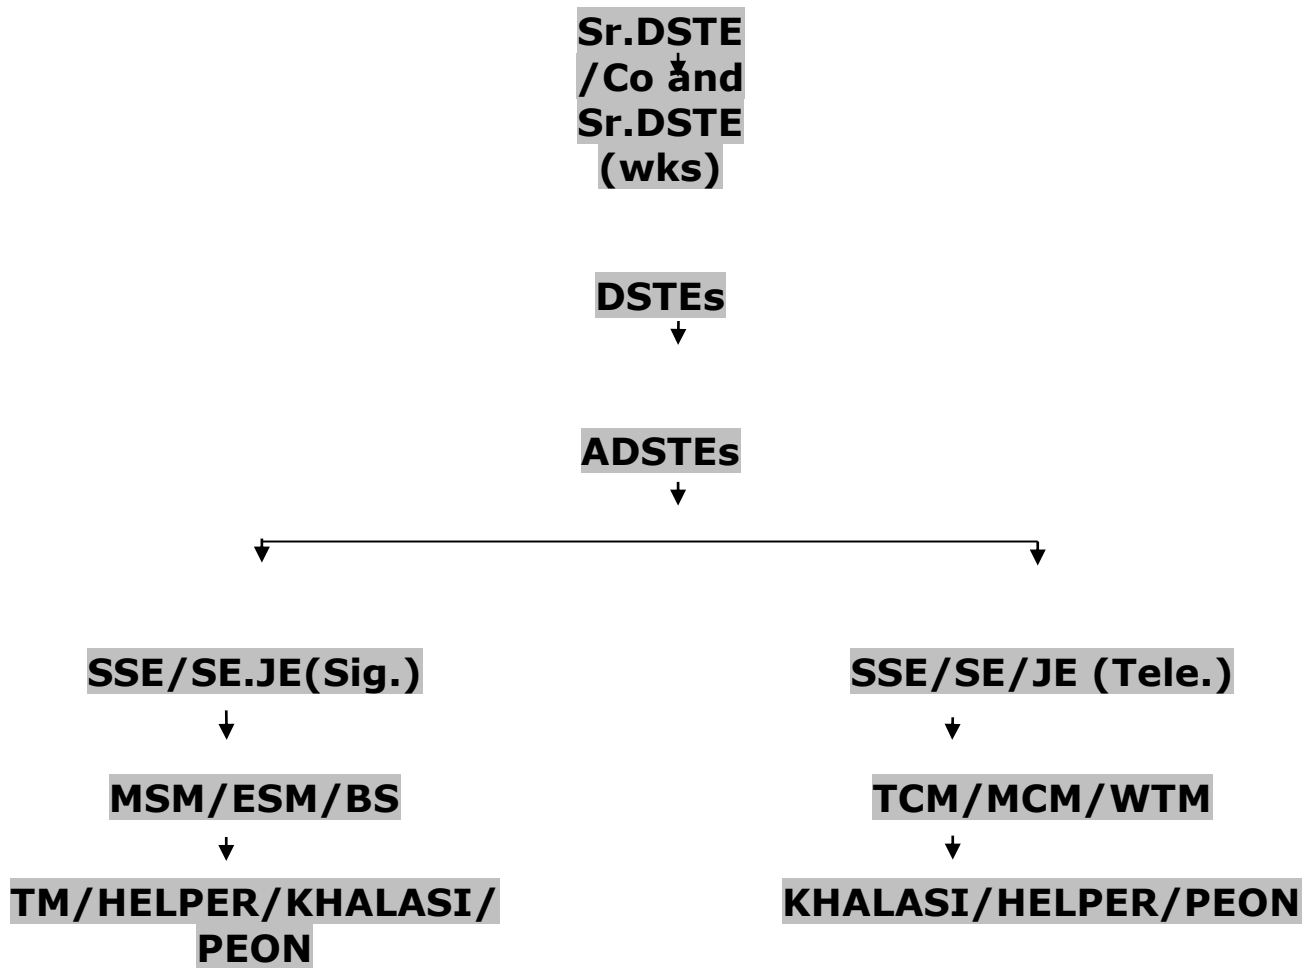 Sr.DSTE
/Co and
Sr.DSTE
(wks)
DSTEs
ADSTEs
SSE/SE.JE(Sig.)
SSE/SE/JE (Tele.)
MSM/ESM/BS
TCM/MCM/WTM
TM/HELPER/KHALASI/
PEON
KHALASI/HELPER/PEON